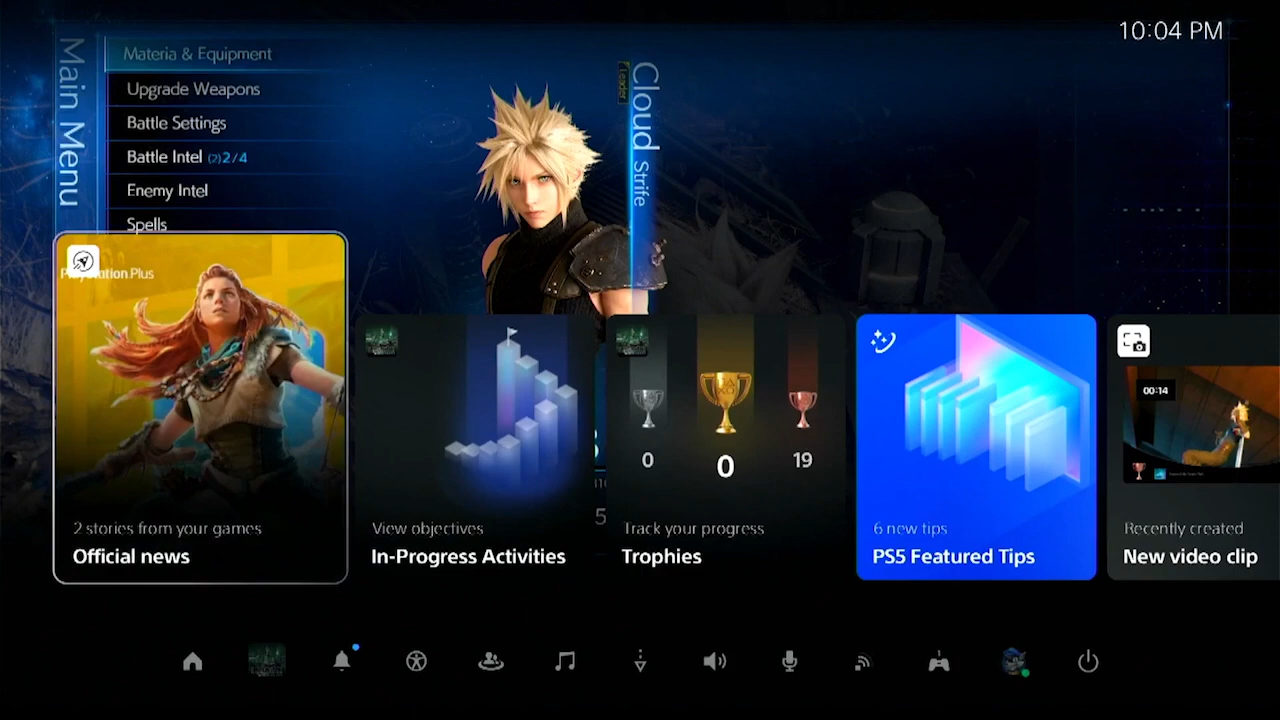 10:04 PM
Main Menu
Materia & Equipment
Upgrade Weapons
Battle Settings
Battle Intel (2)2/4
Enemy Intel
Spells
Leader
Cloud Strife
PlayStation Plus
2 stories from your games
Official news
View objectives
In-Progress Activities
5
0
0
19
Track your progress
Trophies
6 new tips
PS5 Featured Tips
00:14
Recently created
New video clip